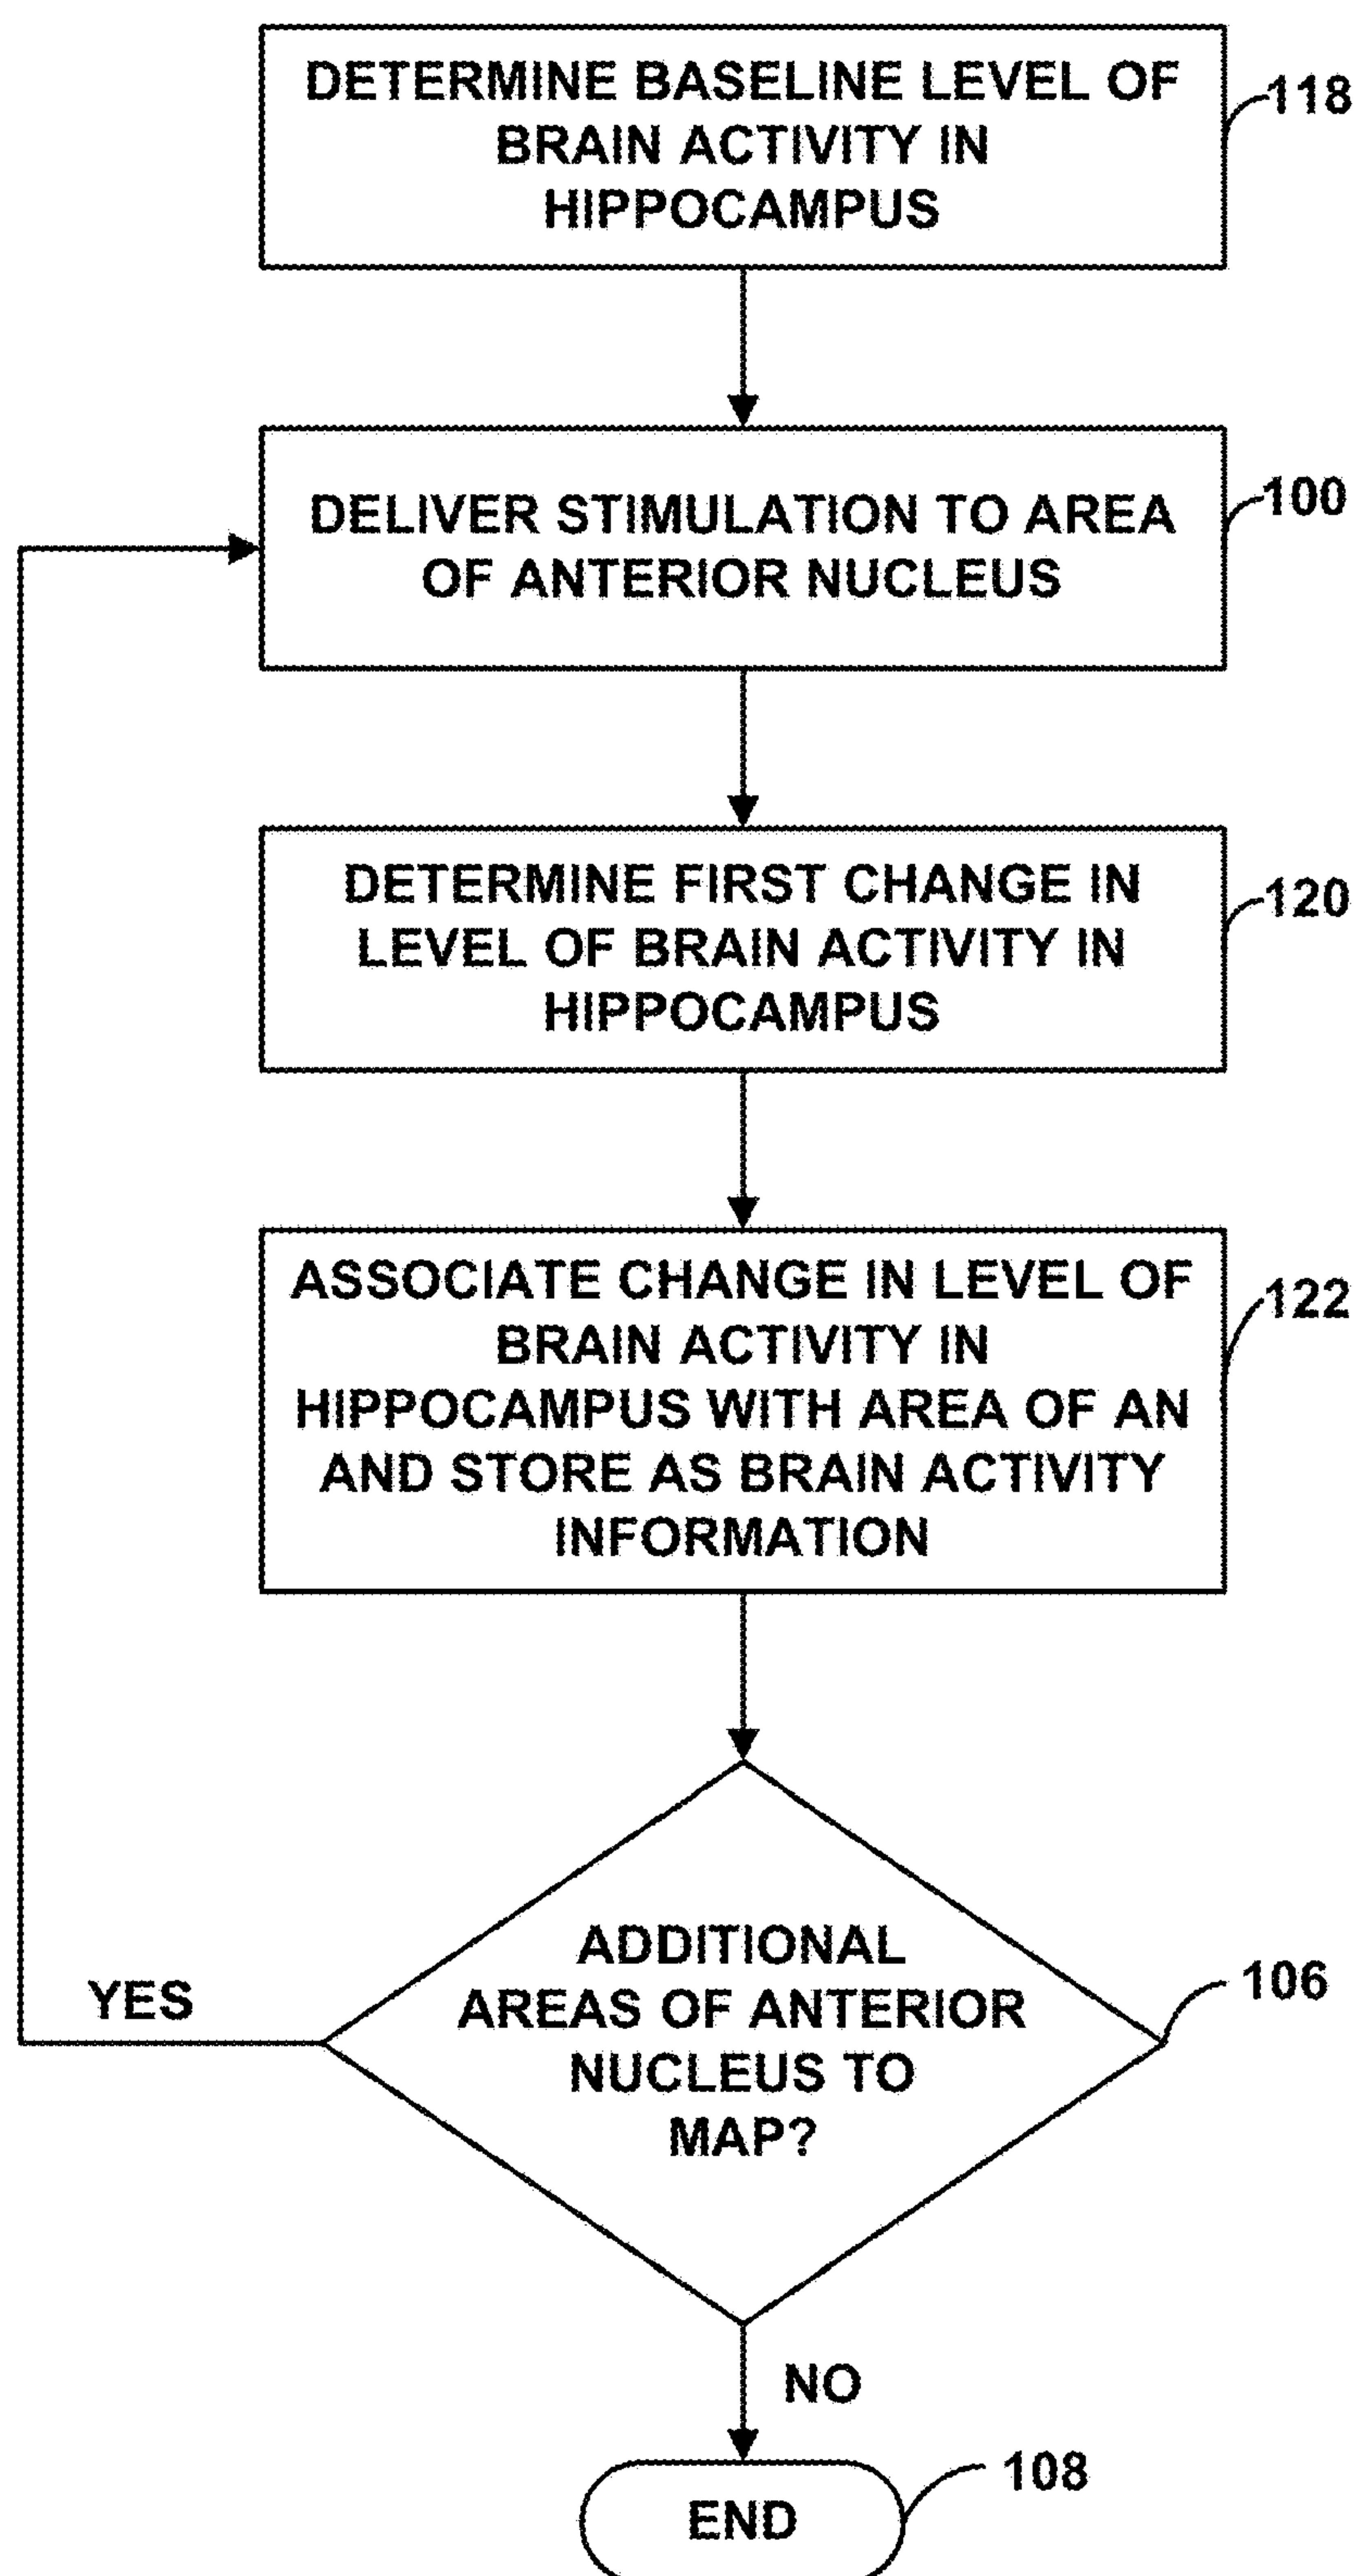 DETERMINE BASELINE LEVEL OF
BRAIN ACTIVITY IN
HIPPOCAMPUS
118
DELIVER STIMULATION TO AREA
OF ANTERIOR NUCLEUS
100
DETERMINE FIRST CHANGE IN
LEVEL OF BRAIN ACTIVITY IN
HIPPOCAMPUS
120
ASSOCIATE CHANGE IN LEVEL OF
BRAIN ACTIVITY IN
HIPPOCAMPUS WITH AREA OF AN
AND STORE AS BRAIN ACTIVITY
INFORMATION
122
ADDITIONAL
AREAS OF ANTERIOR
NUCLEUS TO
MAP?
106
YES
NO
END
108